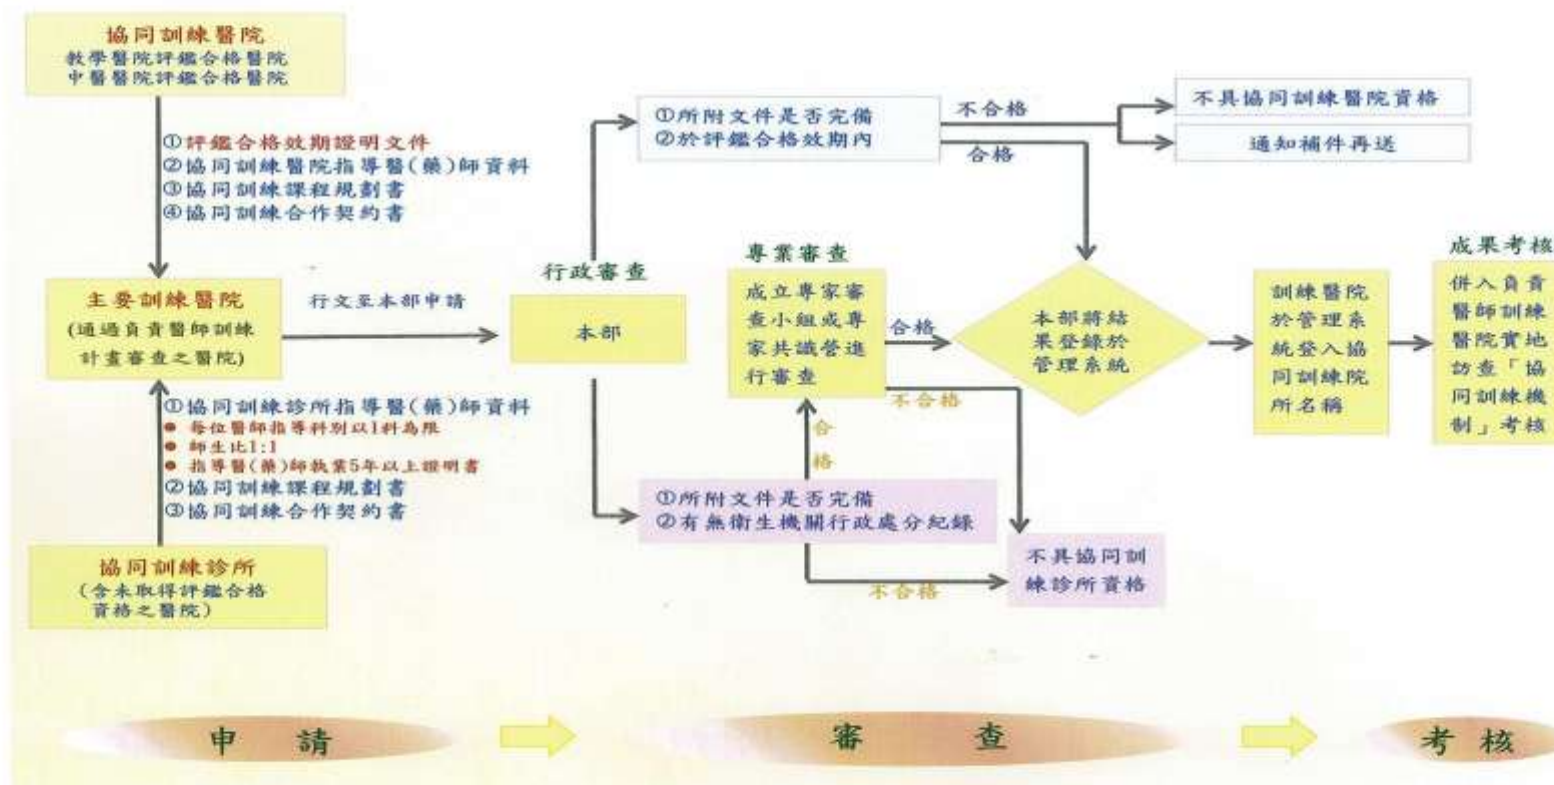 協同訓練醫院
教學醫院評鑑合格醫院
中醫醫院評鑑合格醫院
①評鑑合格效期證明文件
②協同訓練醫院指導醫(藥)師資料
③協同訓練課程規劃書
④協同訓練合作契約書
主要訓練醫院
(通過負責醫師訓練
計畫審查之醫院)
行文至本部申請
①協同訓練診所指導醫(藥)師資料
● 每位醫師指導科別以1科為限
● 師生比1:1
● 指導醫(藥)師執業5年以上證明書
②協同訓練課程規劃書
③協同訓練合作契約書
協同訓練診所
(含未取得評鑑合格
資格之醫院)
行政審查
本部
①所附文件是否完備
②於評鑑合格效期內
不合格
合格
不具協同訓練醫院資格
通知補件再送
專業審查
成立專家審
查小組或專
家共識營進
行審查
合格
不合格
合
格
①所附文件是否完備
②有無衛生機關行政處分紀錄
不合格
不具協同訓
練診所資格
本部將結
果登錄於
管理系統
訓練醫院
於管理系
統登入協
同訓練院
所名稱
成果考核
併入負責
醫師訓練
醫院實地
訪查「協
同訓練機
制」考核
申 請
審 查
考 核